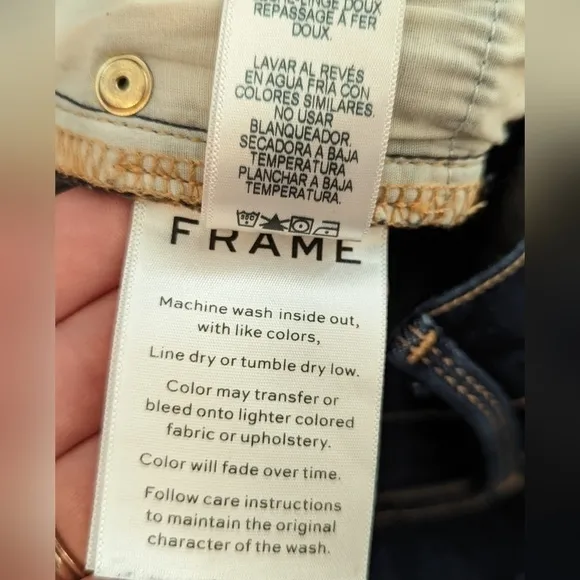 LINGE DOUX
REPASSAGE À FER
DOUX.
LAVAR AL REVÉS
EN AGUA FRÍA CON
COLORES SIMILARES.
NO USAR
BLANQUEADOR.
SECADORA A BAJA
TEMPERATURA
PLANCHAR A BAJA
TEMPERATURA.
FRAME
Machine wash inside out,
with like colors,
Line dry or tumble dry low.
Color may transfer or
bleed onto lighter colored
fabric or upholstery.
Color will fade over time.
Follow care instructions
to maintain the original
character of the wash.